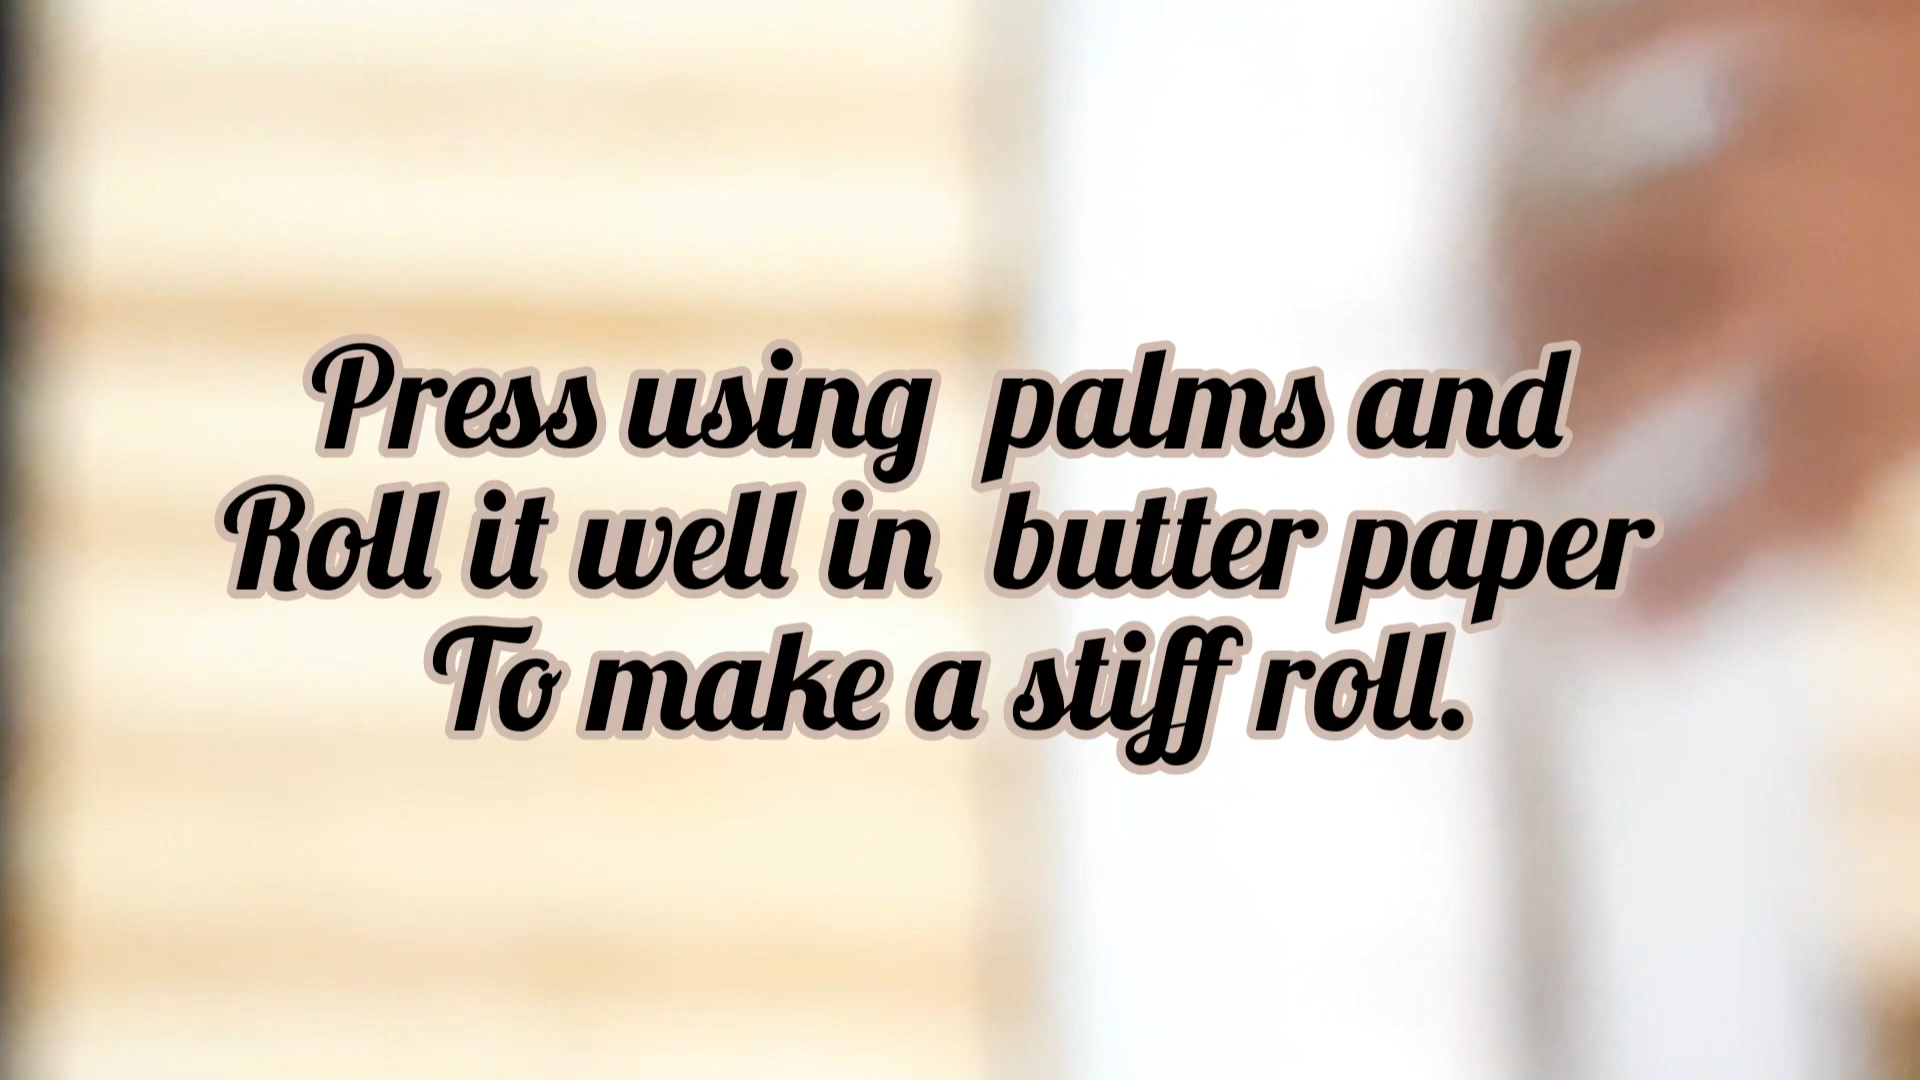 Press using palms and
Roll it well in butter paper
To make a stiff roll.